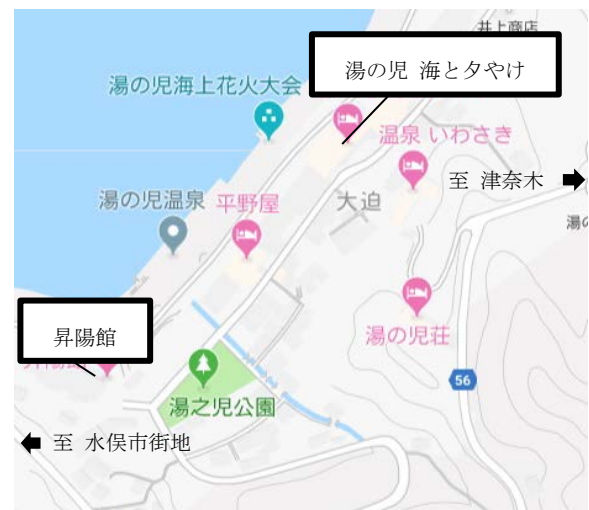 井上商店
湯の児 海と夕やけ
湯の児海上花火大会
温泉 いわさき
至 津奈木
湯の児温泉
平野屋
大迫
湯の
昇陽館
湯の児荘
56
湯之児公園
至 水俣市街地